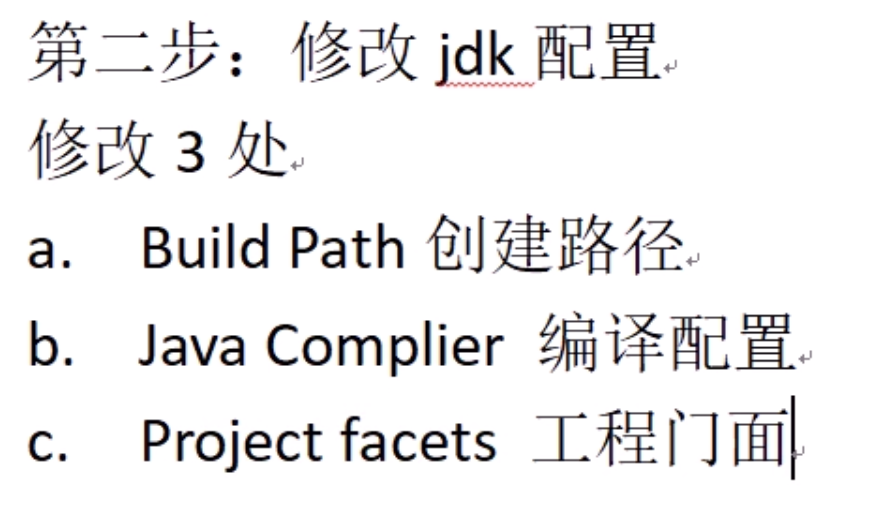 第二步：修改 jdk 配置
修改 3 处
a. Build Path 创建路径
b. Java Complier 编译配置
c. Project facets 工程门面